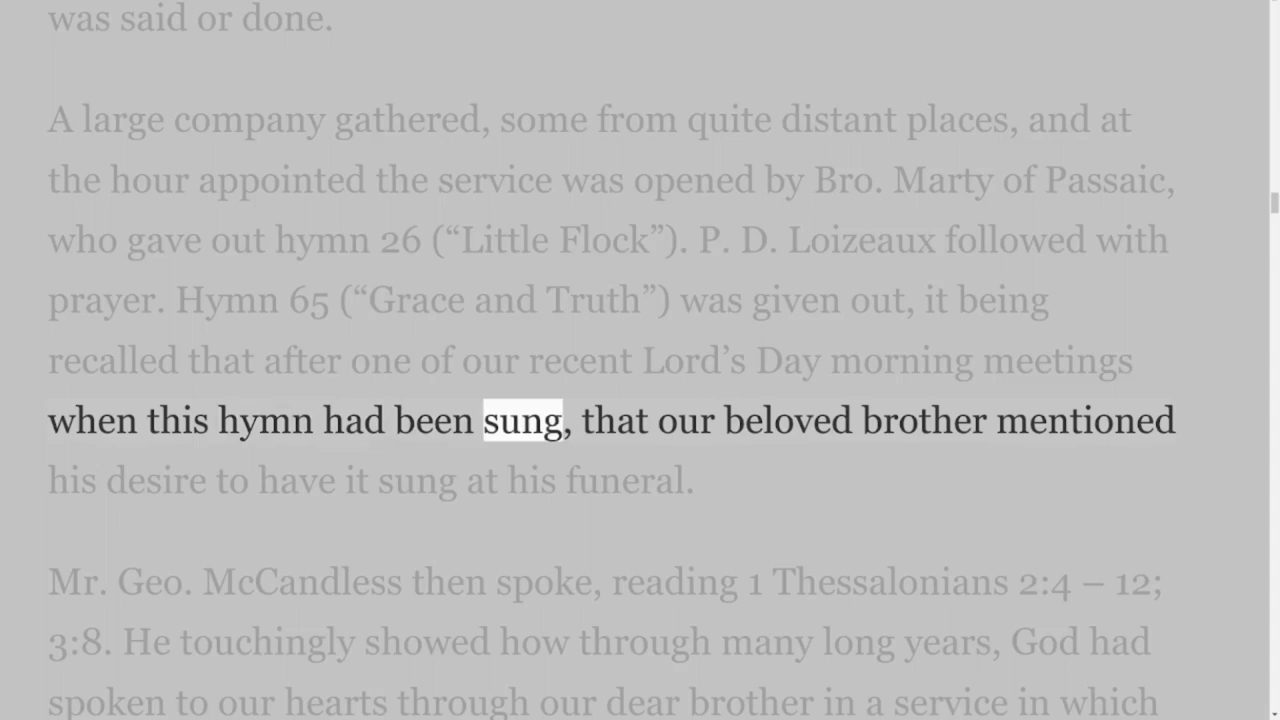 was said or done.
A large company gathered, some from quite distant places, and at
the hour appointed the service was opened by Bro. Marty of Passaic,
who gave out hymn 26 (“Little Flock”). P. D. Loizeaux followed with
prayer. Hymn 65 (“Grace and Truth”) was given out, it being
recalled that after one of our recent Lord’s Day morning meetings
when this hymn had been sung, that our beloved brother mentioned
his desire to have it sung at his funeral.
Mr. Geo. McCandless then spoke, reading 1 Thessalonians 2:4 – 12;
3:8. He touchingly showed how through many long years, God had
spoken to our hearts through our dear brother in a service in which